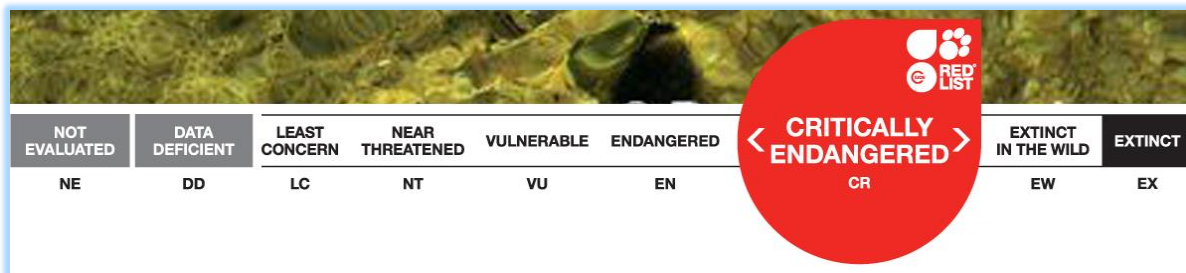 RED
LIST
NOT
EVALUATED
DATA
DEFICIENT
LEAST
CONCERN
NEAR
THREATENED
VULNERABLE
ENDANGERED
< CRITICALLY
ENDANGERED >
EXTINCT
IN THE WILD
EXTINCT
NE
DD
LC
NT
VU
EN
CR
EW
EX